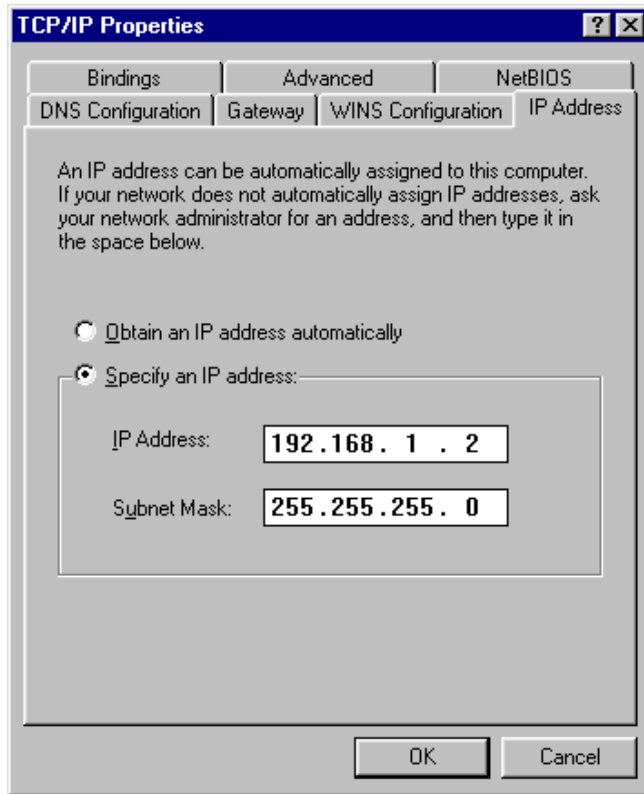 TCP/IP Properties
Bindings Advanced NetBIOS
DNS Configuration Gateway WINS Configuration IP Address
An IP address can be automatically assigned to this computer.
If your network does not automatically assign IP addresses, ask
your network administrator for an address, and then type it in
the space below.
Obtain an IP address automatically
Specify an IP address:
IP Address: 192.168. 1 . 2
Subnet Mask: 255.255.255. 0
OK Cancel